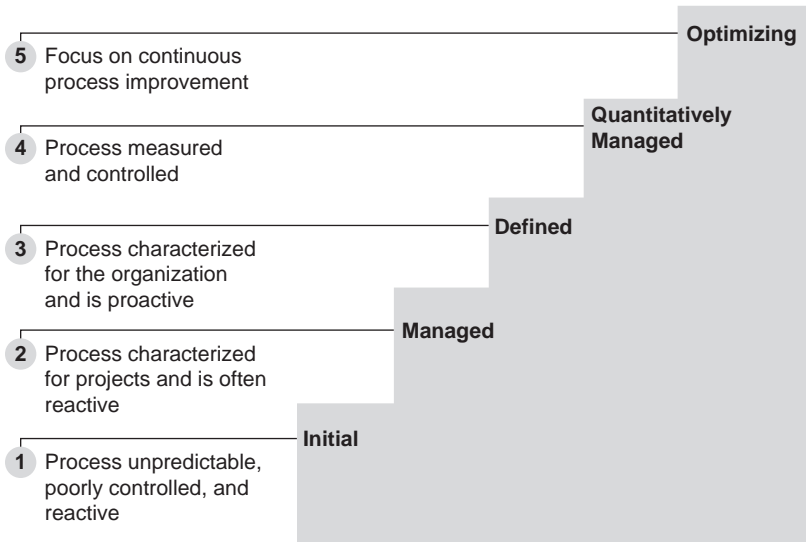 Optimizing
5 Focus on continuous
process improvement
Quantitatively
Managed
4 Process measured
and controlled
Defined
3 Process characterized
for the organization
and is proactive
Managed
2 Process characterized
for projects and is often
reactive
Initial
1 Process unpredictable,
poorly controlled, and
reactive